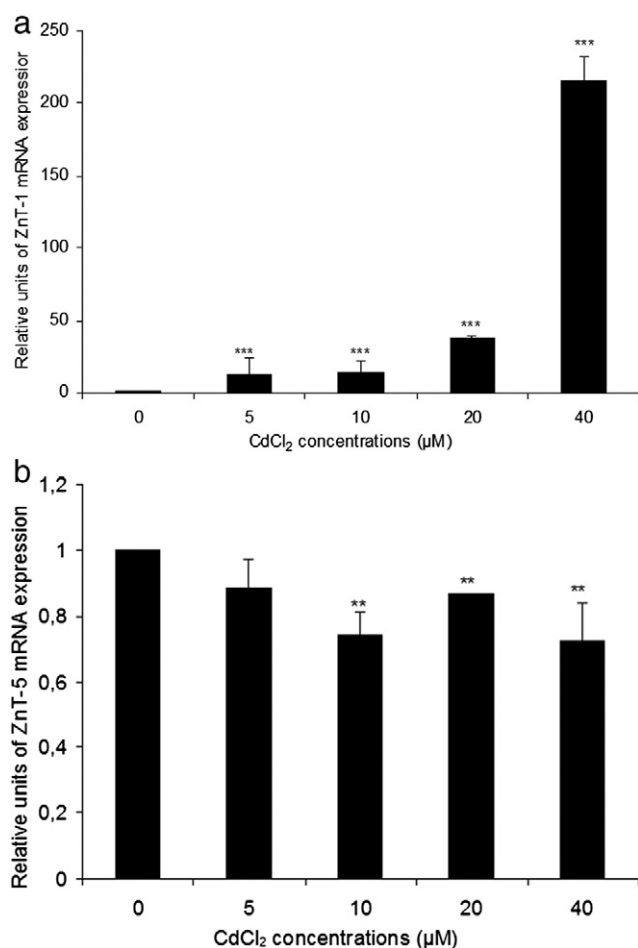 a
Relative units of ZnT-1 mRNA expressior
250
200
150
100
50
0
***
***
***
***
0 5 10 20 40
CdCl₂ concentrations (µM)
b
Relative units of ZnT-5 mRNA expression
1,2
1
0,8
0,6
0,4
0,2
0
**
**
**
0 5 10 20 40
CdCl₂ concentrations (µM)